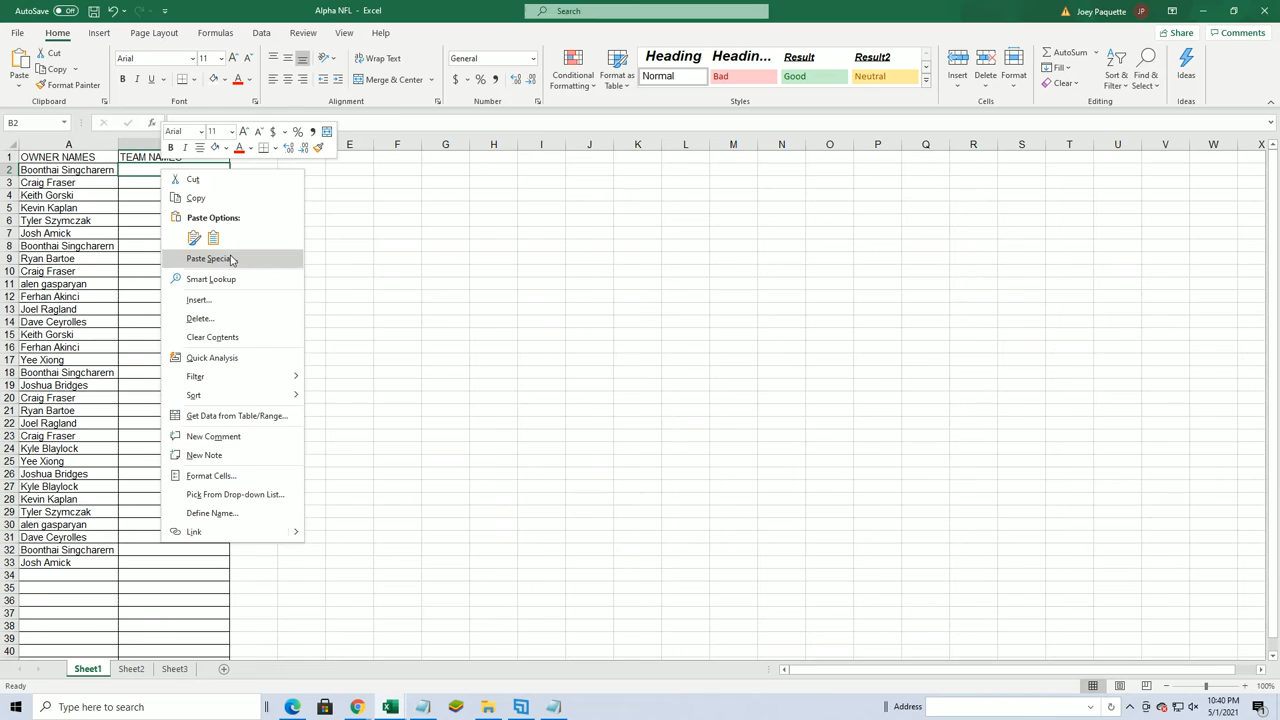 AutoSave Off Alpha NFL - Excel Search Joey Paquette JP
File Home Insert Page Layout Formulas Data Review View Help Share Comments
Paste Cut Copy Format Painter Clipboard
Arial 11 A A B I U A Font
Wrap Text Merge & Center Alignment
General $ % , Number
Conditional Formatting Format as Table
Heading Headin... Result Result2
Normal Bad Good Neutral
Styles
Insert Delete Format Cells
AutoSum Fill Clear Sort & Filter Find & Select Editing
Ideas Ideas
B2 fx
Arial 11 A A $ % ,
B I A
A E F G H I J K L M N O P Q R S T U V W X
1 OWNER NAMES TEAM NAMES
2 Boonthai Singcharern
3 Craig Fraser
4 Keith Gorski
5 Kevin Kaplan
6 Tyler Szymczak
7 Josh Amick
8 Boonthai Singcharern
9 Ryan Bartoe
10 Craig Fraser
11 alen gasparyan
12 Ferhan Akinci
13 Joel Ragland
14 Dave Ceyrolles
15 Keith Gorski
16 Ferhan Akinci
17 Yee Xiong
18 Boonthai Singcharern
19 Joshua Bridges
20 Craig Fraser
21 Ryan Bartoe
22 Joel Ragland
23 Craig Fraser
24 Kyle Blaylock
25 Yee Xiong
26 Joshua Bridges
27 Kyle Blaylock
28 Kevin Kaplan
29 Tyler Szymczak
30 alen gasparyan
31 Dave Ceyrolles
32 Boonthai Singcharern
33 Josh Amick
34
35
36
37
38
39
40
Cut
Copy
Paste Options:
Paste Special
Smart Lookup
Insert...
Delete...
Clear Contents
Quick Analysis
Filter
Sort
Get Data from Table/Range...
New Comment
New Note
Format Cells...
Pick From Drop-down List...
Define Name...
Link
Sheet1 Sheet2 Sheet3
Ready 100%
Type here to search Address 10:40 PM
5/1/2021